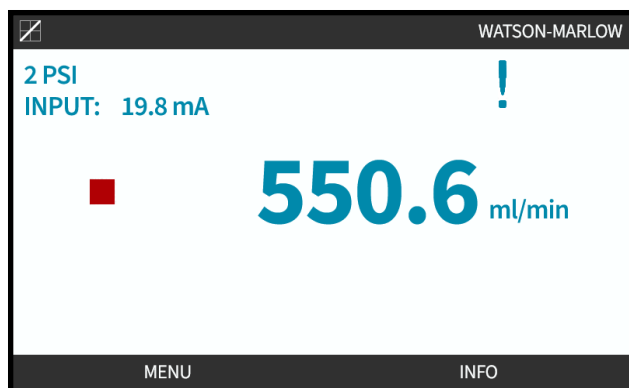 WATSON-MARLOW
2 PSI
INPUT: 19.8 mA
!
550.6 ml/min
MENU INFO